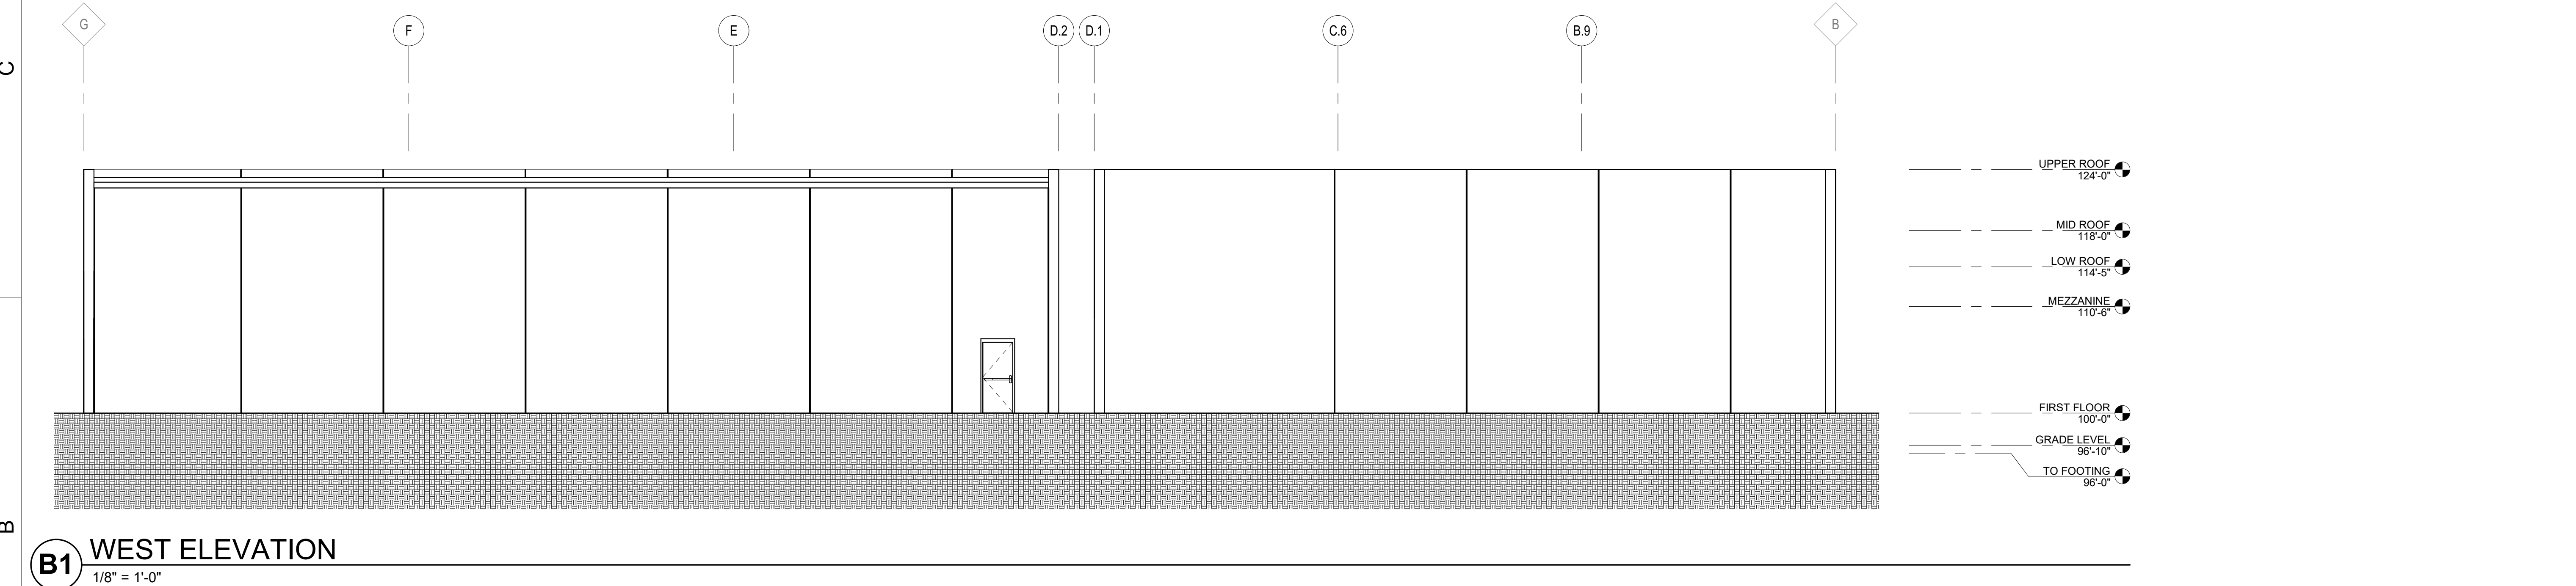 G
F
E
D.2
D.1
C.6
B.9
B
C
UPPER ROOF
124'-0"
MID ROOF
118'-0"
LOW ROOF
114'-5"
MEZZANINE
110'-6"
FIRST FLOOR
100'-0"
GRADE LEVEL
96'-10"
TO FOOTING
96'-0"
B
B1
WEST ELEVATION
1/8" = 1'-0"